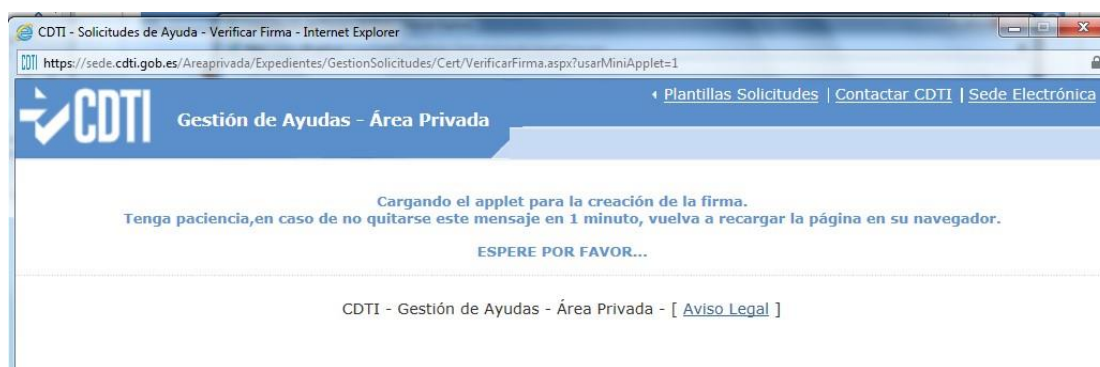 CDTI - Solicitudes de Ayuda - Verificar Firma - Internet Explorer
https://sede.cdti.gob.es/Areaprivada/Expedientes/GestionSolicitudes/Cert/VerificarFirma.aspx?usarMiniApplet=1
Plantillas Solicitudes | Contactar CDTI | Sede Electrónica
CDTI
Gestión de Ayudas - Área Privada
Cargando el applet para la creación de la firma.
Tenga paciencia,en caso de no quitarse este mensaje en 1 minuto, vuelva a recargar la página en su navegador.
ESPERE POR FAVOR...
CDTI - Gestión de Ayudas - Área Privada - [ Aviso Legal ]